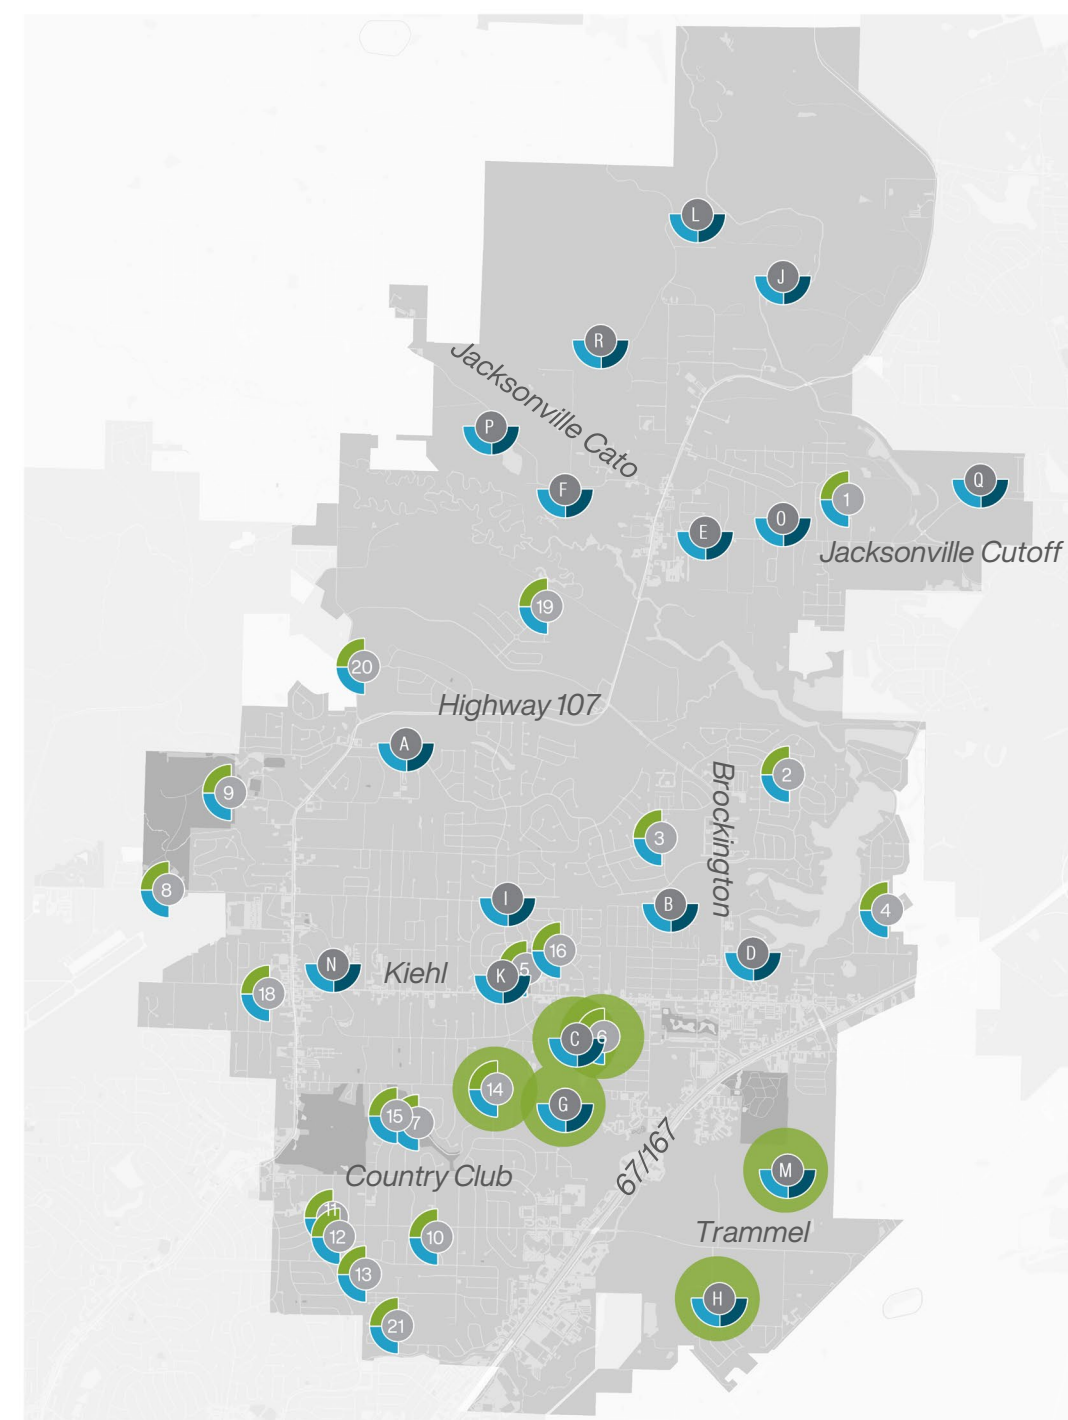 L
J
R
Jacksonville Cato
P
F
Q
1
O
E
Jacksonville Cutoff
19
20
Highway 107
A
Brockington
2
9
3
8
I
B
4
16
D
N
Kiehl
5
K
18
C
6
14
G
15
7
67/167
Country Club
M
11
12
10
Trammel
13
H
21